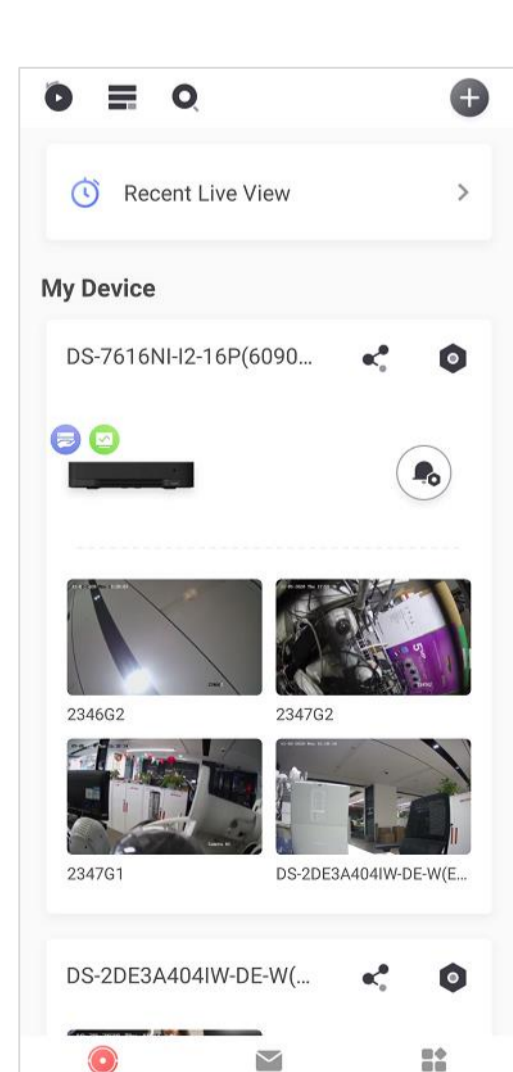 Recent Live View
My Device
DS-7616NI-I2-16P(6090...
2346G2
2347G2
2347G1
DS-2DE3A404IW-DE-W(E...
DS-2DE3A404IW-DE-W(...